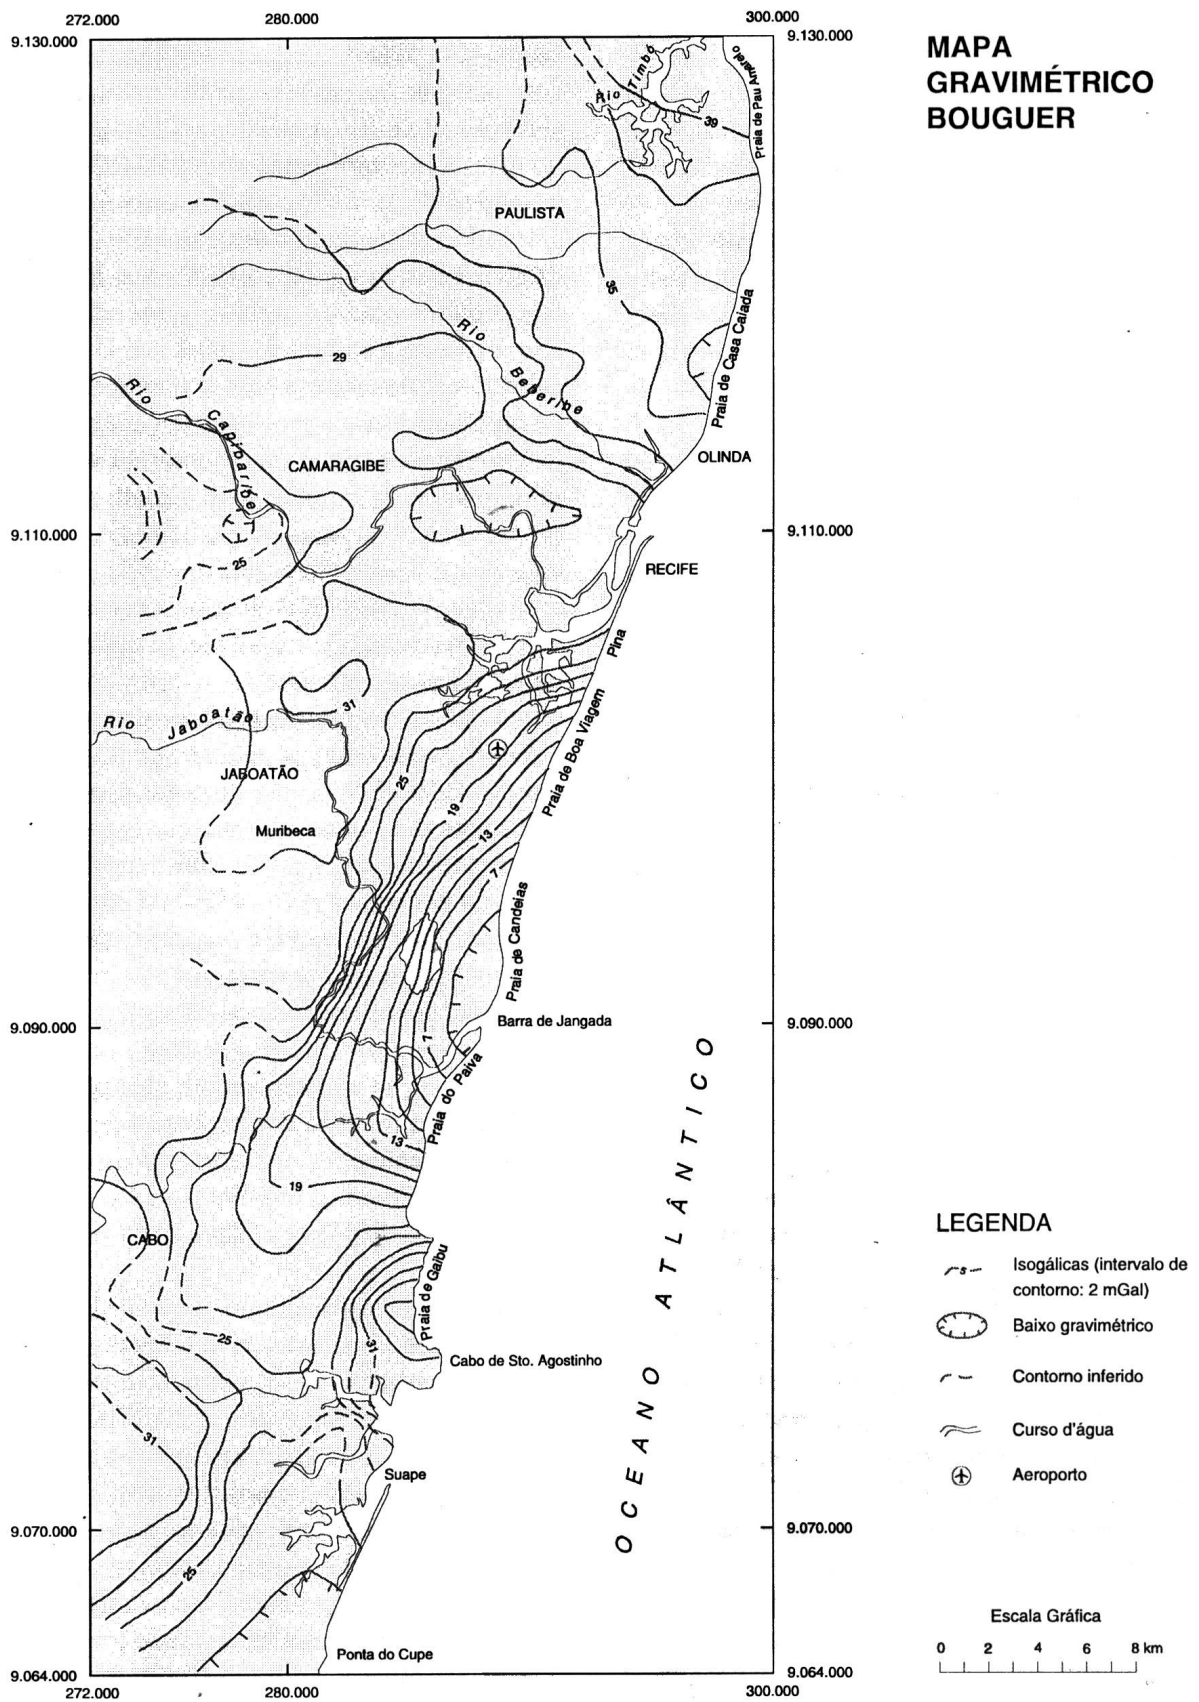 272.000 280.000 300.000
9.130.000 9.130.000
MAPA
GRAVIMÉTRICO
BOUGUER
Rio Timbó
Praia de Pau Amarelo
39
PAULISTA
35
Praia de Casa Caiada
Rio Beberibe
29
Rio Capibaribe
CAMARAGIBE
OLINDA
9.110.000 9.110.000
25
RECIFE
Pina
31
Rio Jaboatão
Praia de Boa Viagem
JABOATÃO
25
19
Muribeca
13
7
Praia de Candeias
9.090.000 9.090.000
Barra de Jangada
7
Praia do Paiva
13
19
CABO
Praia de Gaibu
25
31
Cabo de Sto. Agostinho
31
Suape
9.070.000 9.070.000
25
Ponta do Cupe
9.064.000 9.064.000
272.000 280.000 300.000
OCEANO ATLÂNTICO
LEGENDA
5
Isogálicas (intervalo de
contorno: 2 mGal)
Baixo gravimétrico
Contorno inferido
Curso d'água
Aeroporto
Escala Gráfica
0 2 4 6 8 km